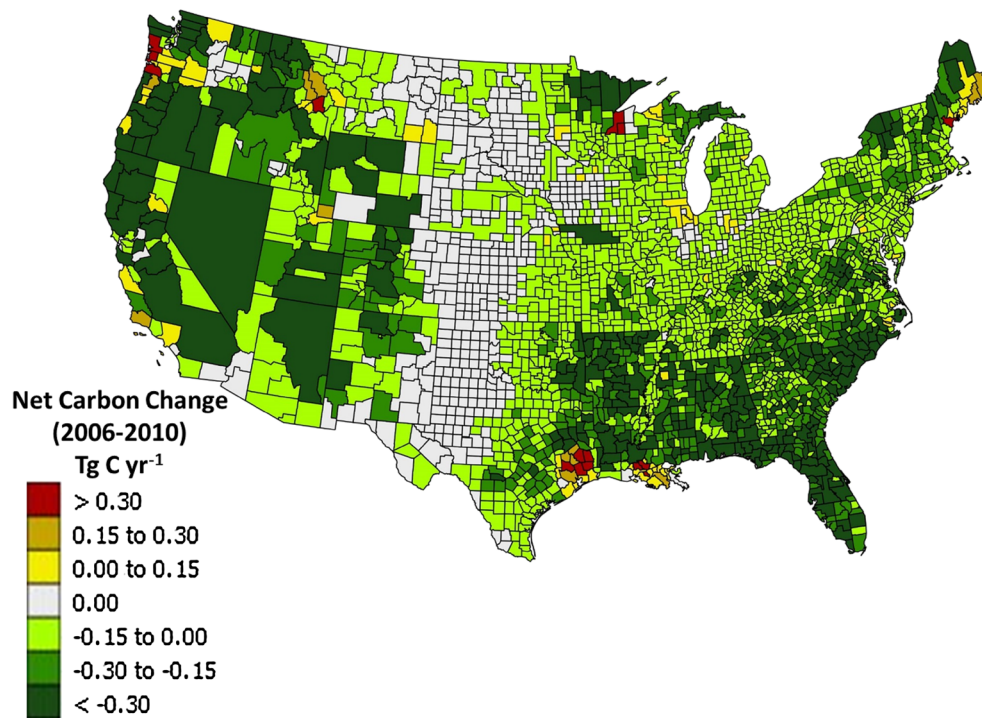 Net Carbon Change
(2006-2010)
Tg C yr⁻¹
> 0.30
0.15 to 0.30
0.00 to 0.15
0.00
-0.15 to 0.00
-0.30 to -0.15
< -0.30